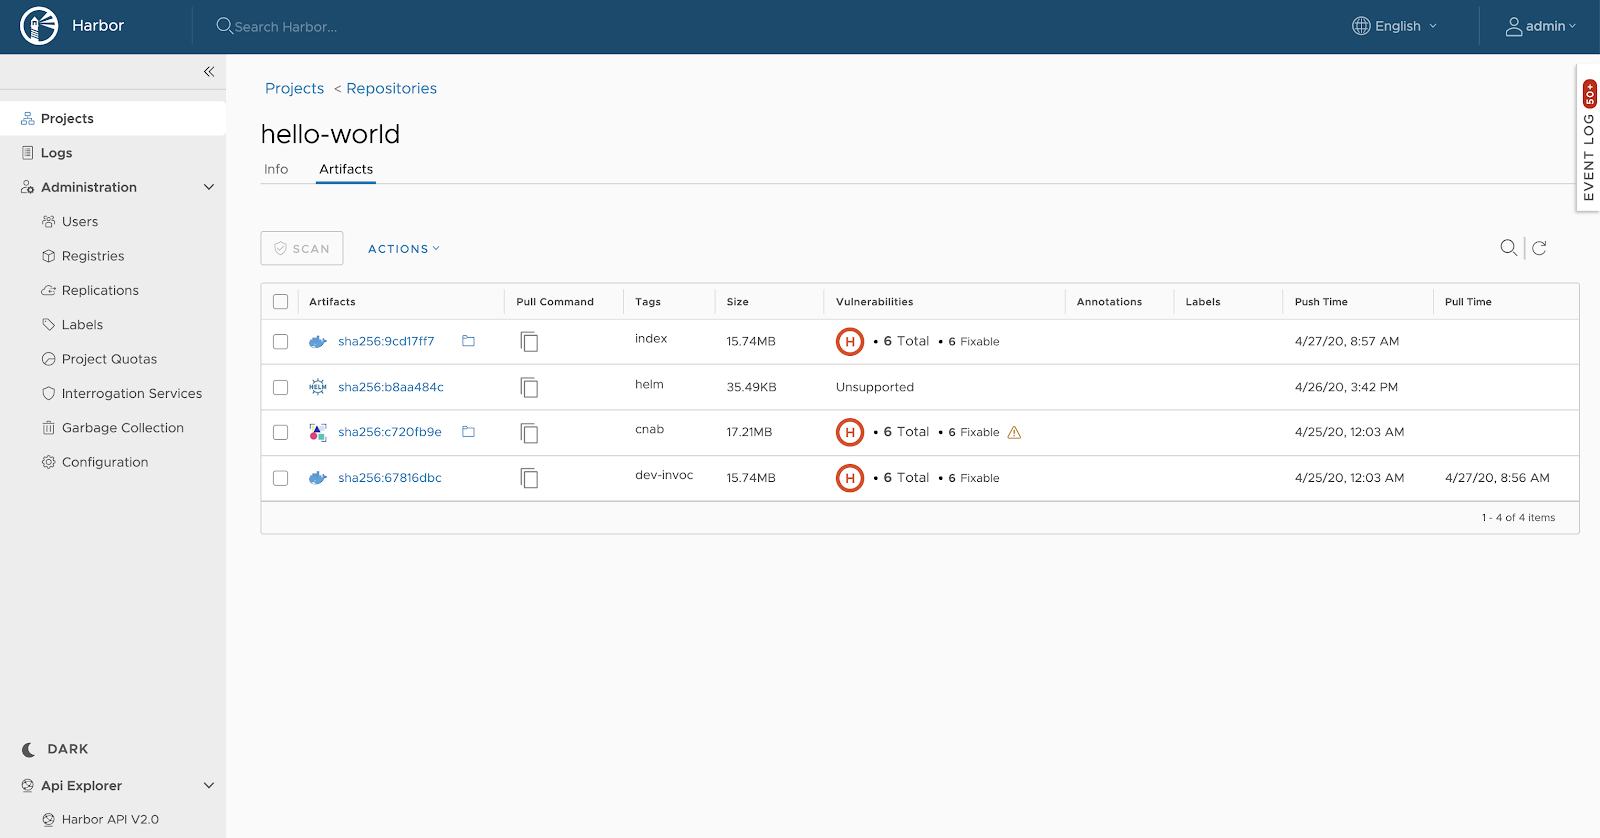 Harbor
Search Harbor...
English
admin
EVENT LOG 50+
Projects
Logs
Administration
Users
Registries
Replications
Labels
Project Quotas
Interrogation Services
Garbage Collection
Configuration
DARK
Api Explorer
Harbor API V2.0
Projects < Repositories
hello-world
Info Artifacts
SCAN ACTIONS
Artifacts Pull Command Tags Size Vulnerabilities Annotations Labels Push Time Pull Time
sha256:9cd17ff7 index 15.74MB H • 6 Total • 6 Fixable 4/27/20, 8:57 AM
HELM sha256:b8aa484c helm 35.49KB Unsupported 4/26/20, 3:42 PM
sha256:c720fb9e cnab 17.21MB H • 6 Total • 6 Fixable 4/25/20, 12:03 AM
sha256:67816dbc dev-invoc 15.74MB H • 6 Total • 6 Fixable 4/25/20, 12:03 AM 4/27/20, 8:56 AM
1 - 4 of 4 items